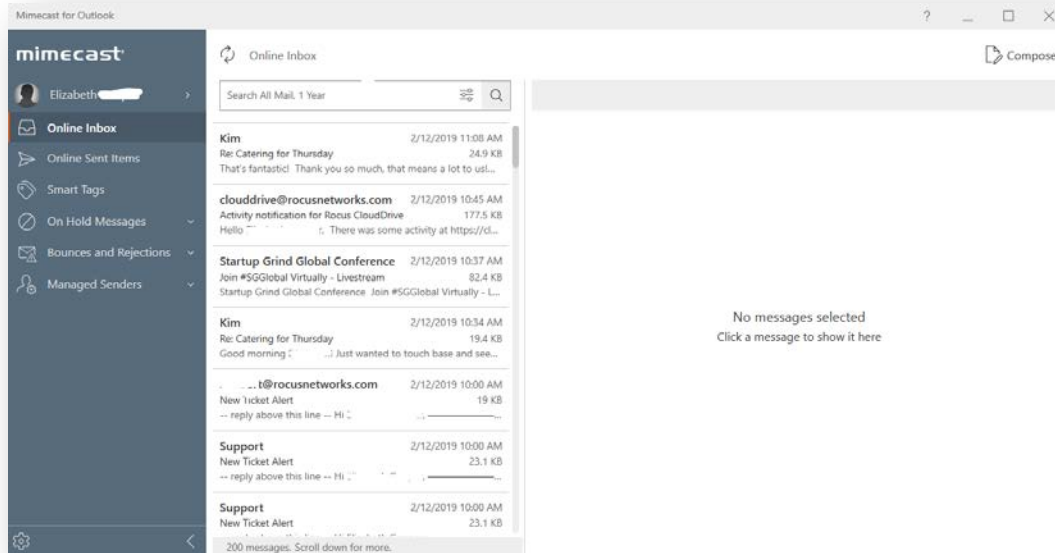 Mimecast for Outlook
?
mimecast
Elizabeth
Online Inbox
Online Sent Items
Smart Tags
On Hold Messages
Bounces and Rejections
Managed Senders
Online Inbox
Compose
Search All Mail, 1 Year
Kim 2/12/2019 11:08 AM
Re: Catering for Thursday 24.9 KB
That's fantastic! Thank you so much, that means a lot to us!...
clouddrive@rocusnetworks.com 2/12/2019 10:45 AM
Activity notification for Rocus CloudDrive 177.5 KB
Hello There was some activity at https://cl...
Startup Grind Global Conference 2/12/2019 10:37 AM
Join #SGGlobal Virtually - Livestream 82.4 KB
Startup Grind Global Conference Join #SGGlobal Virtually - L...
Kim 2/12/2019 10:34 AM
Re: Catering for Thursday 19.4 KB
Good morning Just wanted to touch base and see...
t@rocusnetworks.com 2/12/2019 10:00 AM
New Ticket Alert 19 KB
-- reply above this line -- Hi
Support 2/12/2019 10:00 AM
New Ticket Alert 23.1 KB
-- reply above this line -- Hi
Support 2/12/2019 10:00 AM
New Ticket Alert 23.1 KB
200 messages. Scroll down for more.
No messages selected
Click a message to show it here